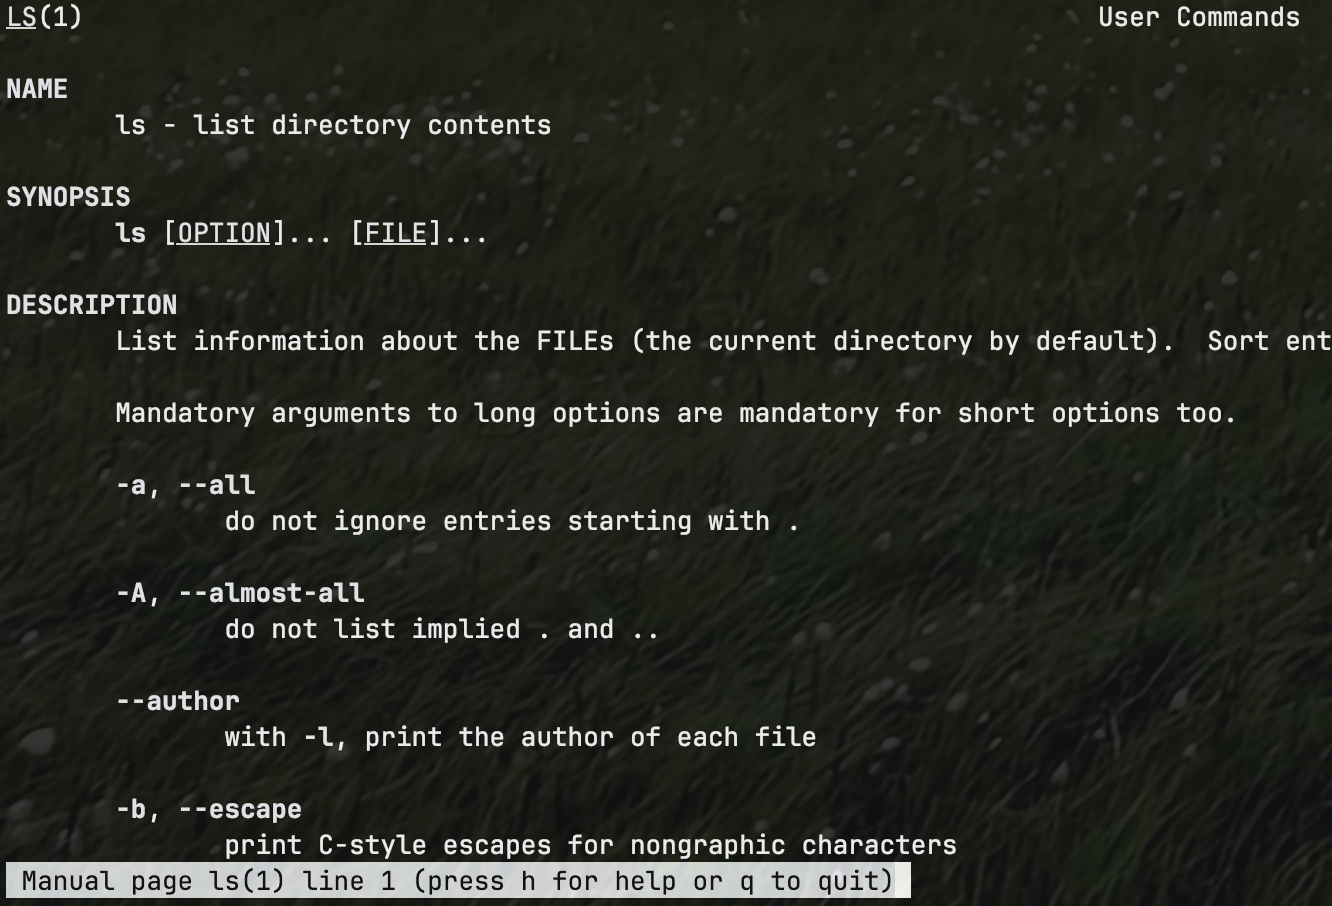 LS(1) User Commands
NAME
ls - list directory contents
SYNOPSIS
ls [OPTION]... [FILE]...
DESCRIPTION
List information about the FILEs (the current directory by default).  Sort ent
Mandatory arguments to long options are mandatory for short options too.
-a, --all
do not ignore entries starting with .
-A, --almost-all
do not list implied . and ..
--author
with -l, print the author of each file
-b, --escape
print C-style escapes for nongraphic characters
Manual page ls(1) line 1 (press h for help or q to quit)